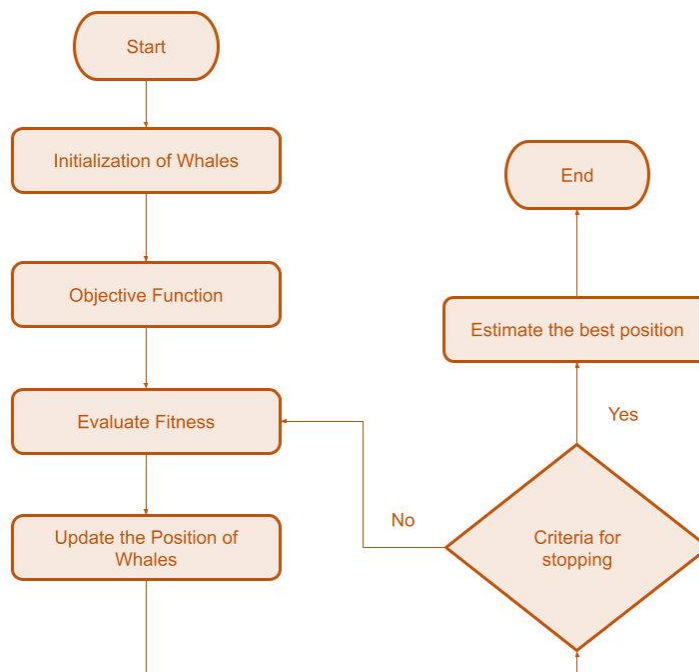 Start
Initialization of Whales
Objective Function
Evaluate Fitness
Update the Position of
Whales
End
Estimate the best position
Yes
No
Criteria for
stopping